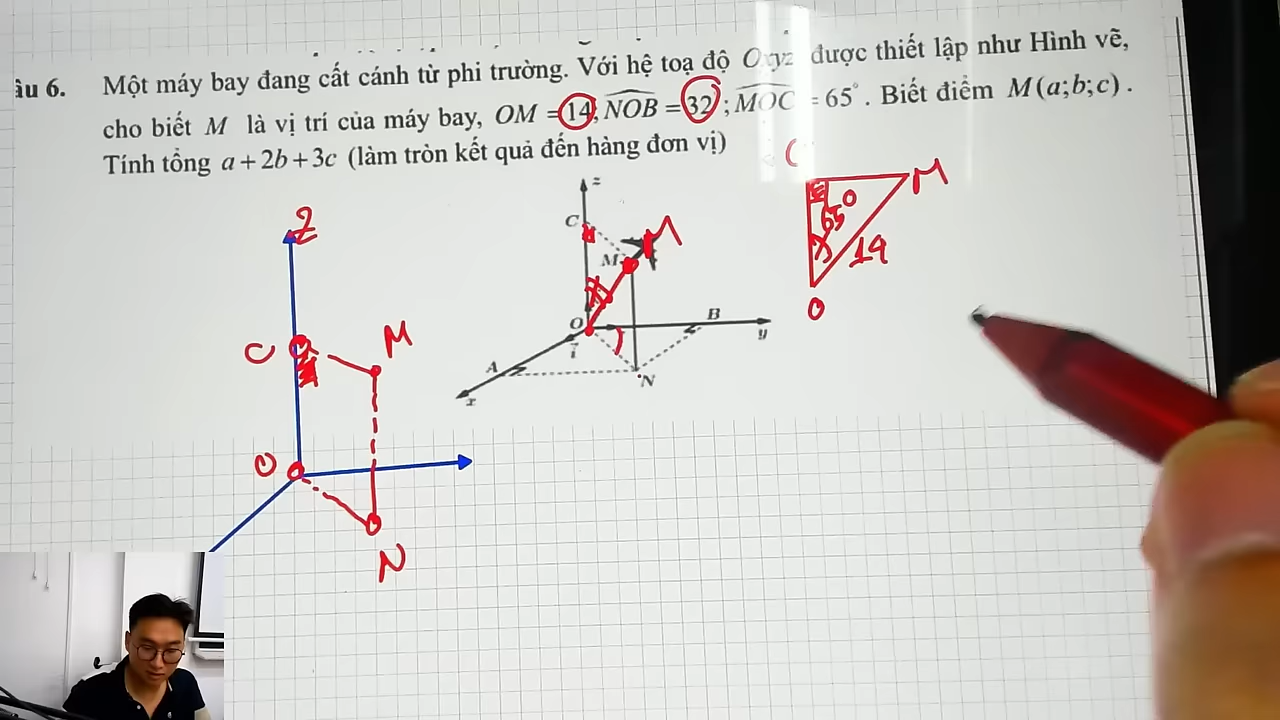 âu 6. Một máy bay đang cất cánh từ phi trường. Với hệ toạ độ Oxyz được thiết lập như Hình vẽ,
cho biết M là vị trí của máy bay, OM = 14; NOB = 32°; MOC = 65°. Biết điểm M(a;b;c).
Tính tổng a + 2b + 3c (làm tròn kết quả đến hàng đơn vị)
z
C
M
M
O
B
y
i
A
N
x
Z
C
M
O
N
C
M
65°
14
O